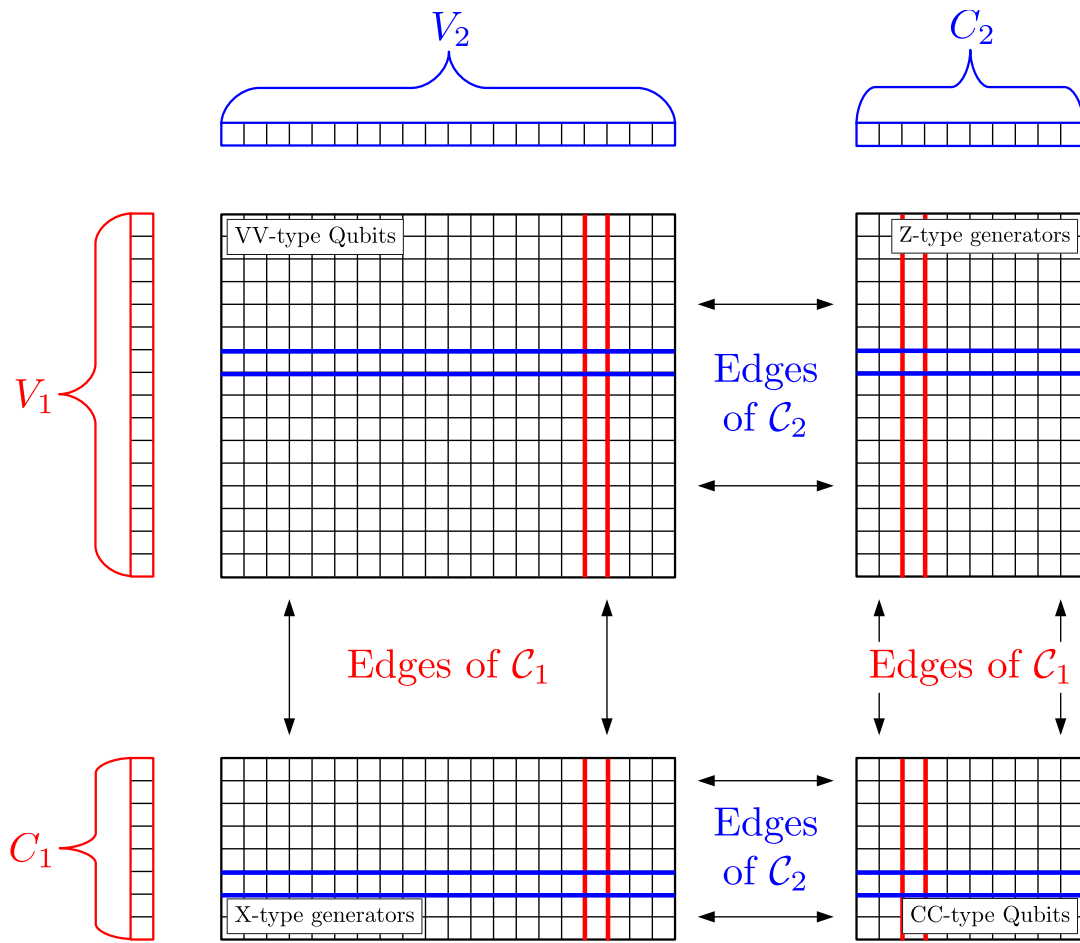 V₂
C₂
VV-type Qubits
Z-type generators
V₁
Edges
of 𝒞₂
Edges of 𝒞₁
Edges of 𝒞₁
C₁
Edges
of 𝒞₂
X-type generators
CC-type Qubits